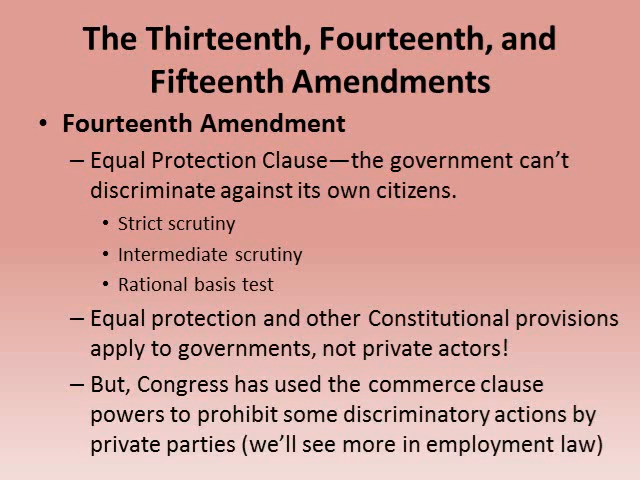 The Thirteenth, Fourteenth, and
Fifteenth Amendments
• Fourteenth Amendment
– Equal Protection Clause—the government can’t
discriminate against its own citizens.
• Strict scrutiny
• Intermediate scrutiny
• Rational basis test
– Equal protection and other Constitutional provisions
apply to governments, not private actors!
– But, Congress has used the commerce clause
powers to prohibit some discriminatory actions by
private parties (we’ll see more in employment law)